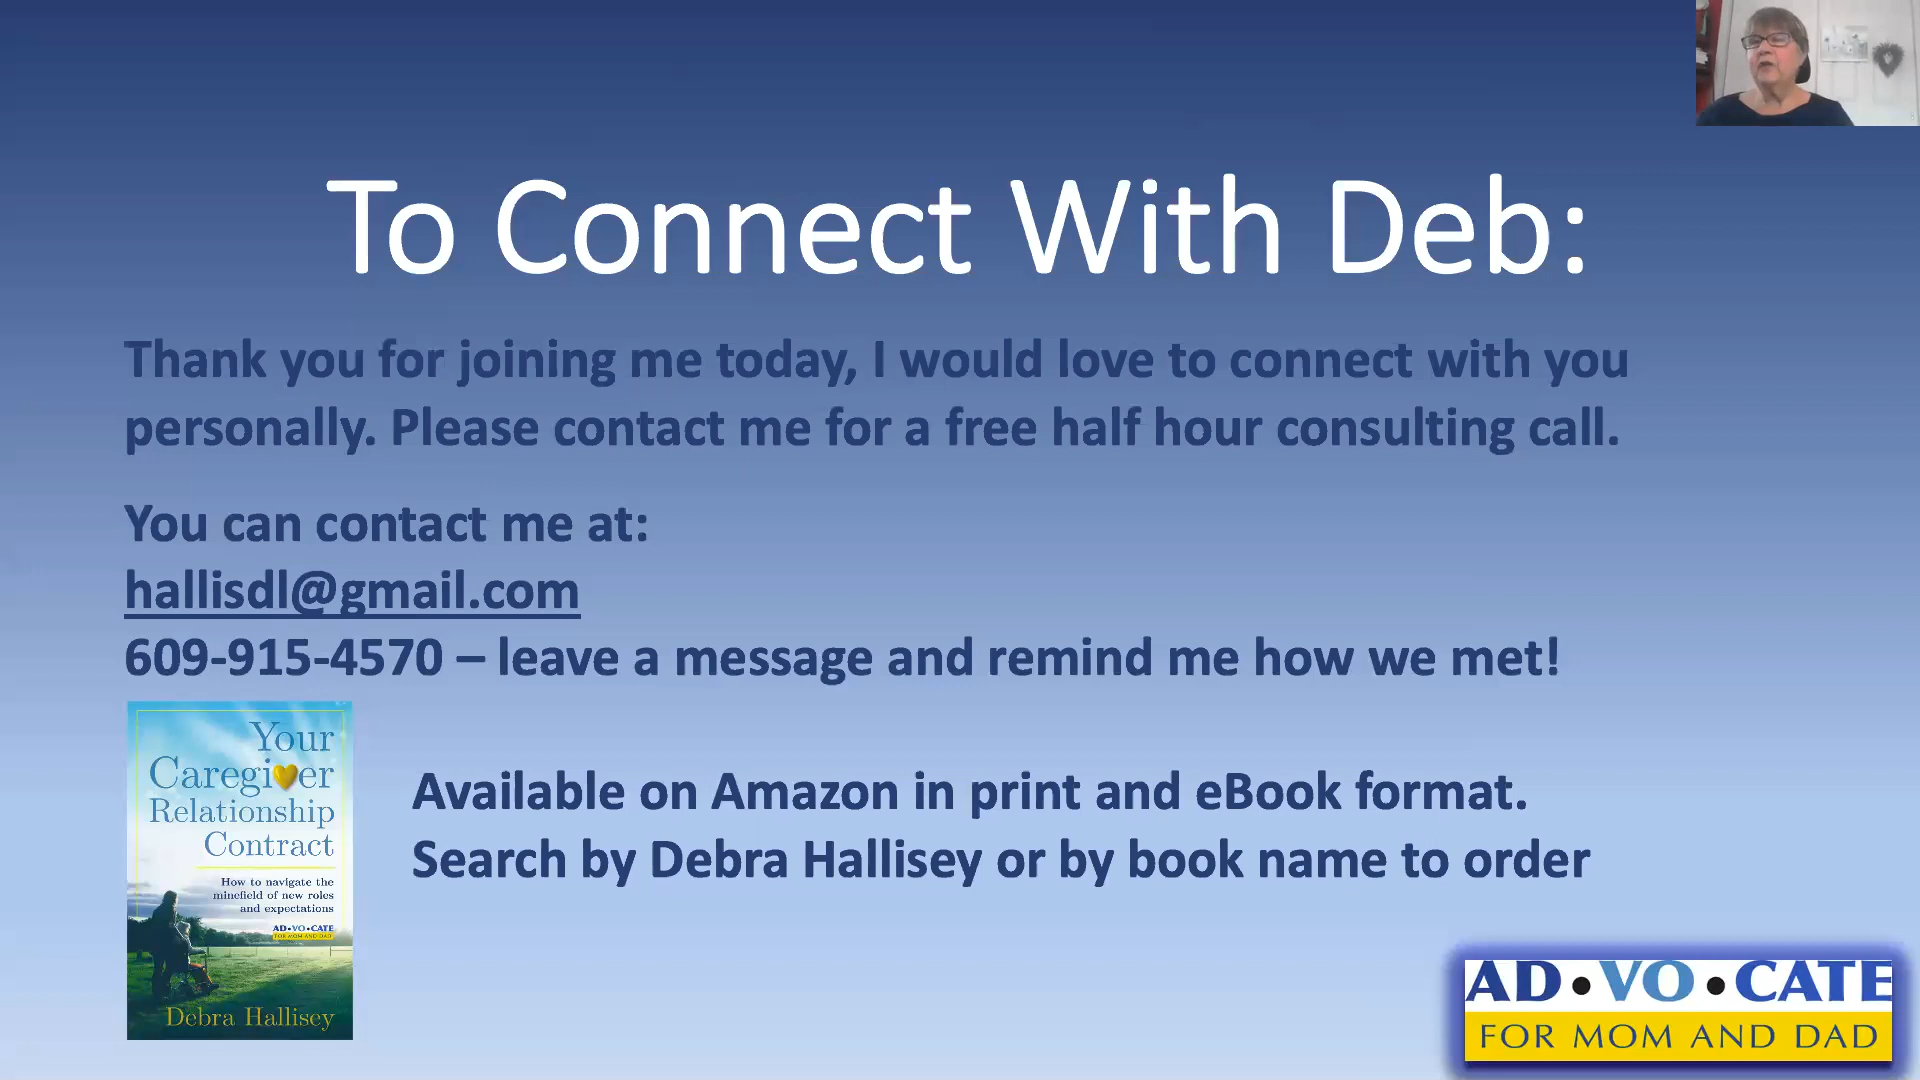 To Connect With Deb:
Thank you for joining me today, I would love to connect with you
personally. Please contact me for a free half hour consulting call.
You can contact me at:
hallisdl@gmail.com
609-915-4570 – leave a message and remind me how we met!
Your
Caregiver
Relationship
Contract
How to navigate the
minefield of new roles
and expectations
AD•VO•CATE
FOR MOM AND DAD
Debra Hallisey
Available on Amazon in print and eBook format.
Search by Debra Hallisey or by book name to order
AD•VO•CATE
FOR MOM AND DAD